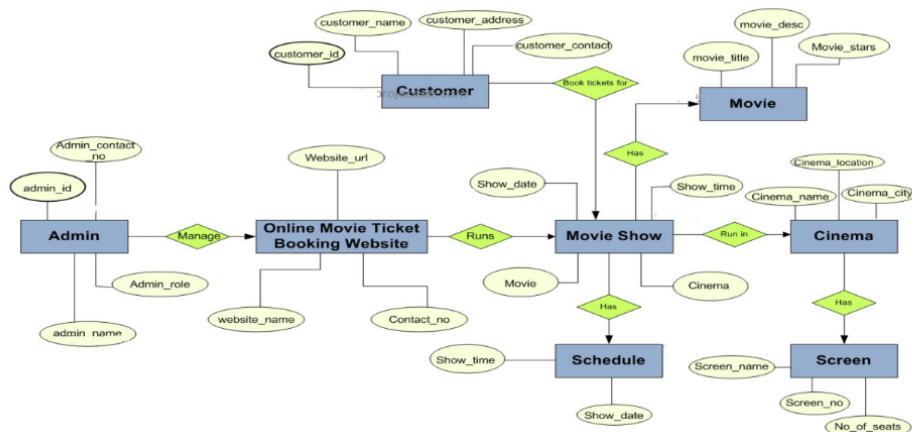 customer_name
customer_address
customer_id
customer_contact
Customer
Book tickets for
movie_desc
movie_title
Movie_stars
Movie
Has
Admin_contact
_no
admin_id
Admin
Manage
Website_url
Online Movie Ticket
Booking Website
Runs
Show_date
Show_time
Movie Show
Run in
Cinema_location
Cinema_name
Cinema_city
Cinema
Admin_role
admin_name
website_name
Contact_no
Movie
Cinema
Has
Has
Show_time
Schedule
Show_date
Screen_name
Screen
Screen_no
No_of_seats